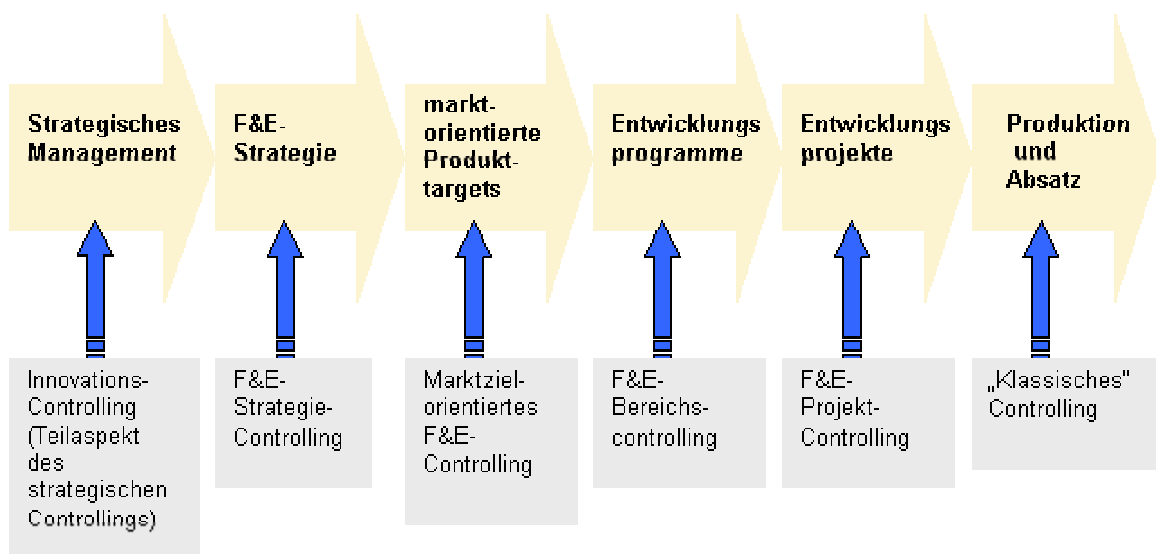 Strategisches
Management
F&E-
Strategie
markt-
orientierte
Produkt-
targets
Entwicklungs
programme
Entwicklungs
projekte
Produktion
und
Absatz
Innovations-
Controlling
(Teilaspekt
des
strategischen
Controllings)
F&E-
Strategie-
Controlling
Marktziel-
orientiertes
F&E-
Controlling
F&E-
Bereichs-
controlling
F&E-
Projekt-
Controlling
„Klassisches"
Controlling